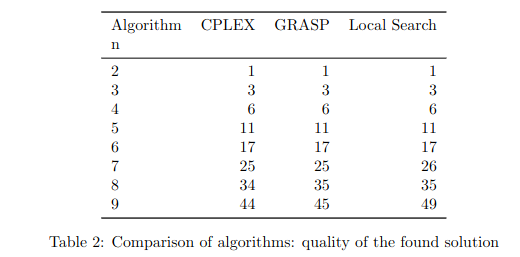 Algorithm CPLEX GRASP Local Search
n
2 1 1 1
3 3 3 3
4 6 6 6
5 11 11 11
6 17 17 17
7 25 25 26
8 34 35 35
9 44 45 49
Table 2: Comparison of algorithms: quality of the found solution